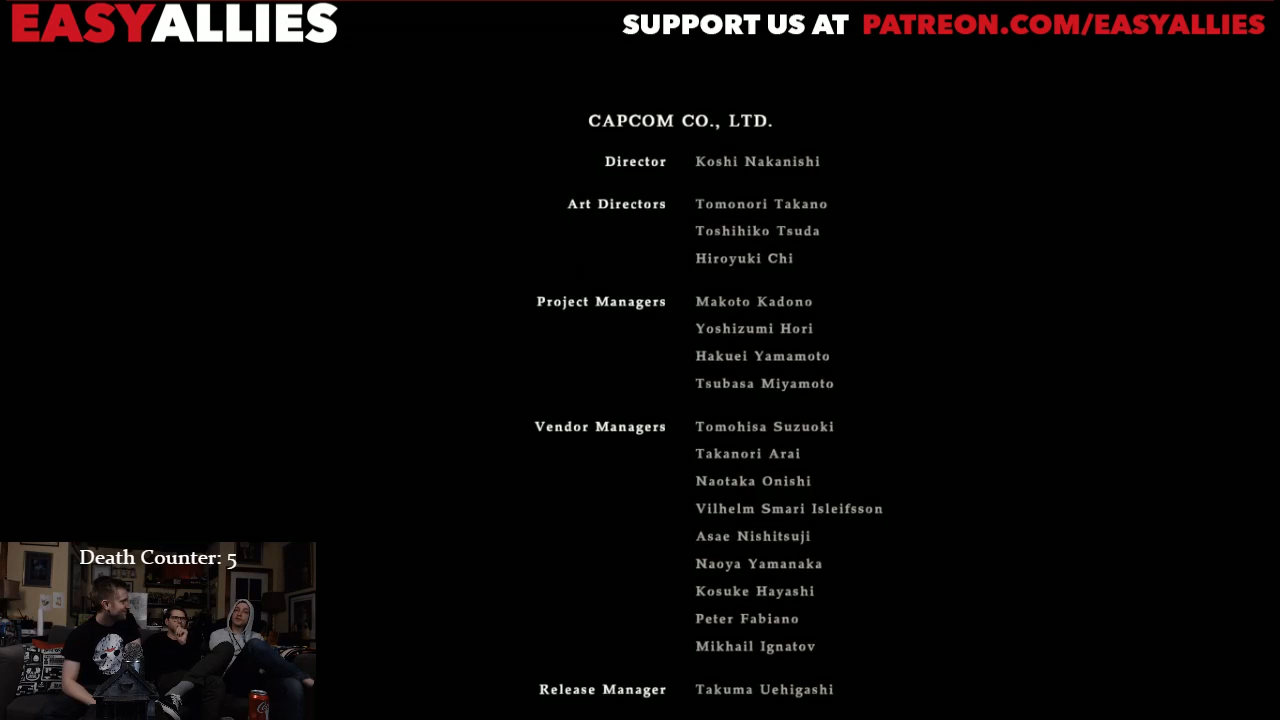 EASYALLIES
SUPPORT US AT PATREON.COM/EASYALLIES
CAPCOM CO., LTD.
Director Koshi Nakanishi
Art Directors Tomonori Takano
Toshihiko Tsuda
Hiroyuki Chi
Project Managers Makoto Kadono
Yoshizumi Hori
Hakuei Yamamoto
Tsubasa Miyamoto
Vendor Managers Tomohisa Suzuoki
Takanori Arai
Naotaka Onishi
Vilhelm Smari Isleifsson
Asae Nishitsuji
Naoya Yamanaka
Kosuke Hayashi
Peter Fabiano
Mikhail Ignatov
Release Manager Takuma Uehigashi
Death Counter: 5